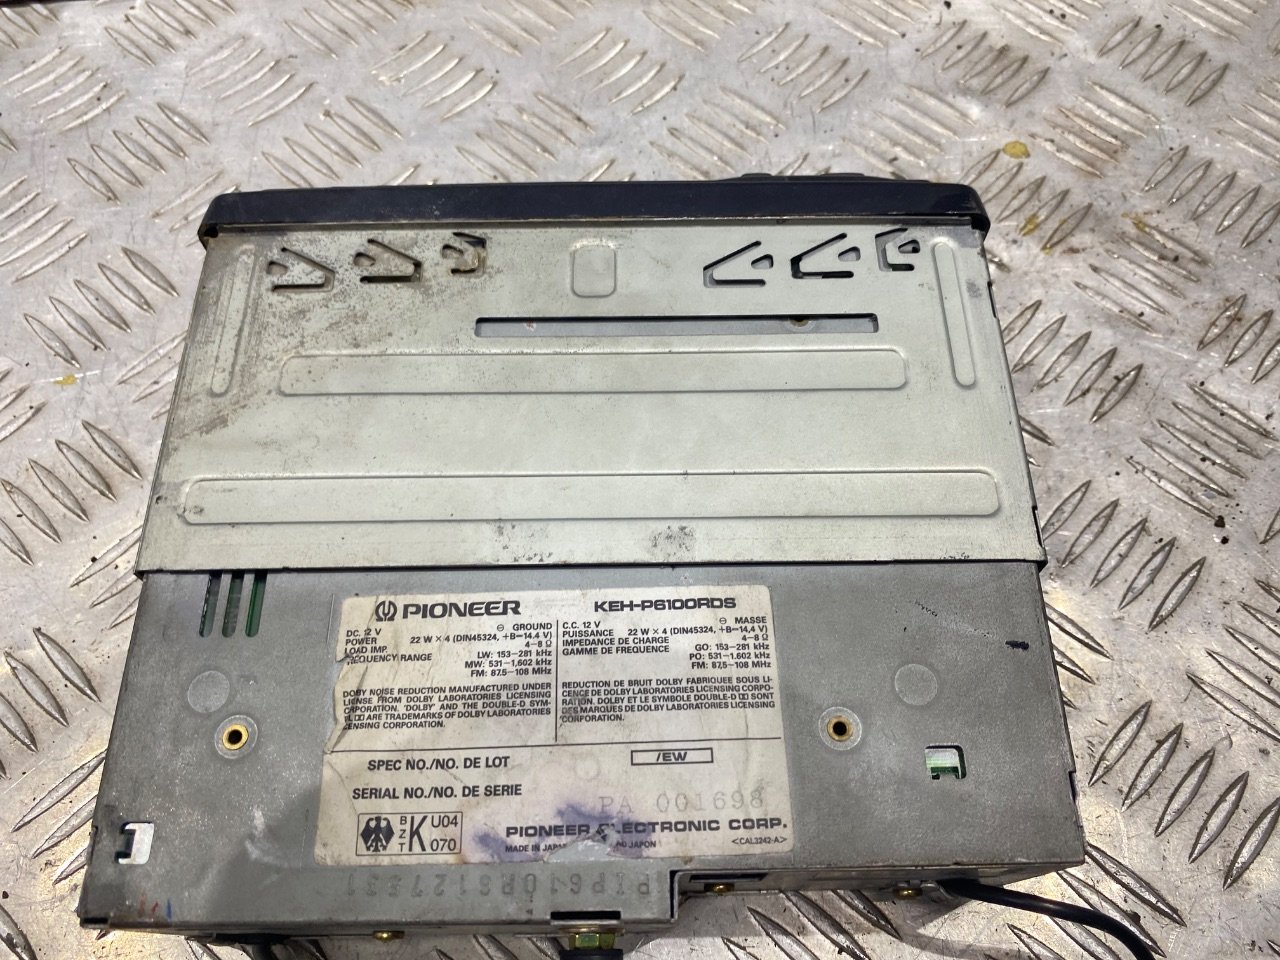 PIONEER KEH-P6100RDS
DC. 12 V ⊖ GROUND
POWER 22 W × 4 (DIN45324, +B=14,4 V)
LOAD IMP. 4-8 Ω
FREQUENCY RANGE LW: 153-281 kHz
MW: 531-1,602 kHz
FM: 87,5-108 MHz
DOBY NOISE REDUCTION MANUFACTURED UNDER
LICENSE FROM DOLBY LABORATORIES LICENSING
CORPORATION. 'DOLBY' AND THE DOUBLE-D SYM-
ARE TRADEMARKS OF DOLBY LABORATORIES
LICENSING CORPORATION.
C.C. 12 V ⊖ MASSE
PUISSANCE 22 W × 4 (DIN45324, +B=14,4 V)
IMPEDANCE DE CHARGE 4-8 Ω
GAMME DE FREQUENCE GO: 153-281 kHz
PO: 531-1,602 kHz
FM: 87,5-108 MHz
REDUCTION DE BRUIT DOLBY FABRIQUEE SOUS LI-
CENCE DE DOLBY LABORATORIES LICENSING CORPO-
RATION. DOLBY ET LE SYMBOLE DOUBLE-D SONT
DES MARQUES DE DOLBY LABORATORIES LICENSING
CORPORATION.
SPEC NO./NO. DE LOT /EW
SERIAL NO./NO. DE SERIE
PA 001698
BZT K U04 070
PIONEER ELECTRONIC CORP.
MADE IN JAPAN JAPON <CAL3242-A>